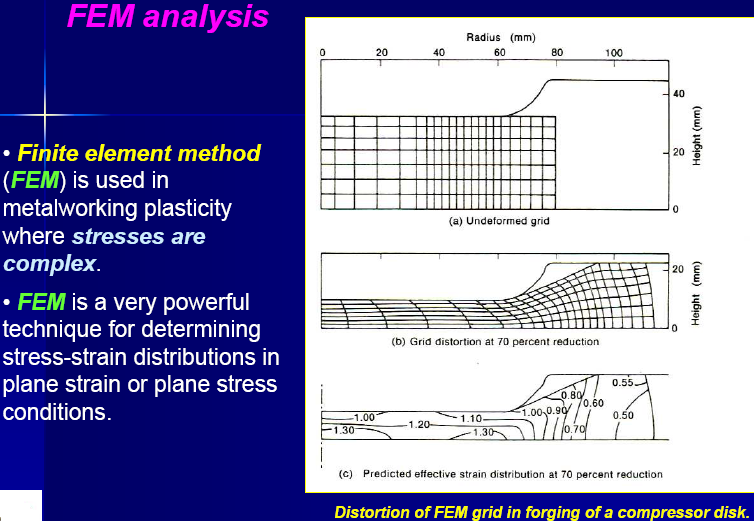 FEM analysis
• Finite element method
(FEM) is used in
metalworking plasticity
where stresses are
complex.
• FEM is a very powerful
technique for determining
stress-strain distributions in
plane strain or plane stress
conditions.
Radius (mm)
0 20 40 60 80 100
40
20
0
Height (mm)
(a) Undeformed grid
20
0
Height (mm)
(b) Grid distortion at 70 percent reduction
0.55
0.80
0.60
1.00 1.10 1.00 0.90 0.50
1.20
1.30 1.30 0.70
(c) Predicted effective strain distribution at 70 percent reduction
Distortion of FEM grid in forging of a compressor disk.